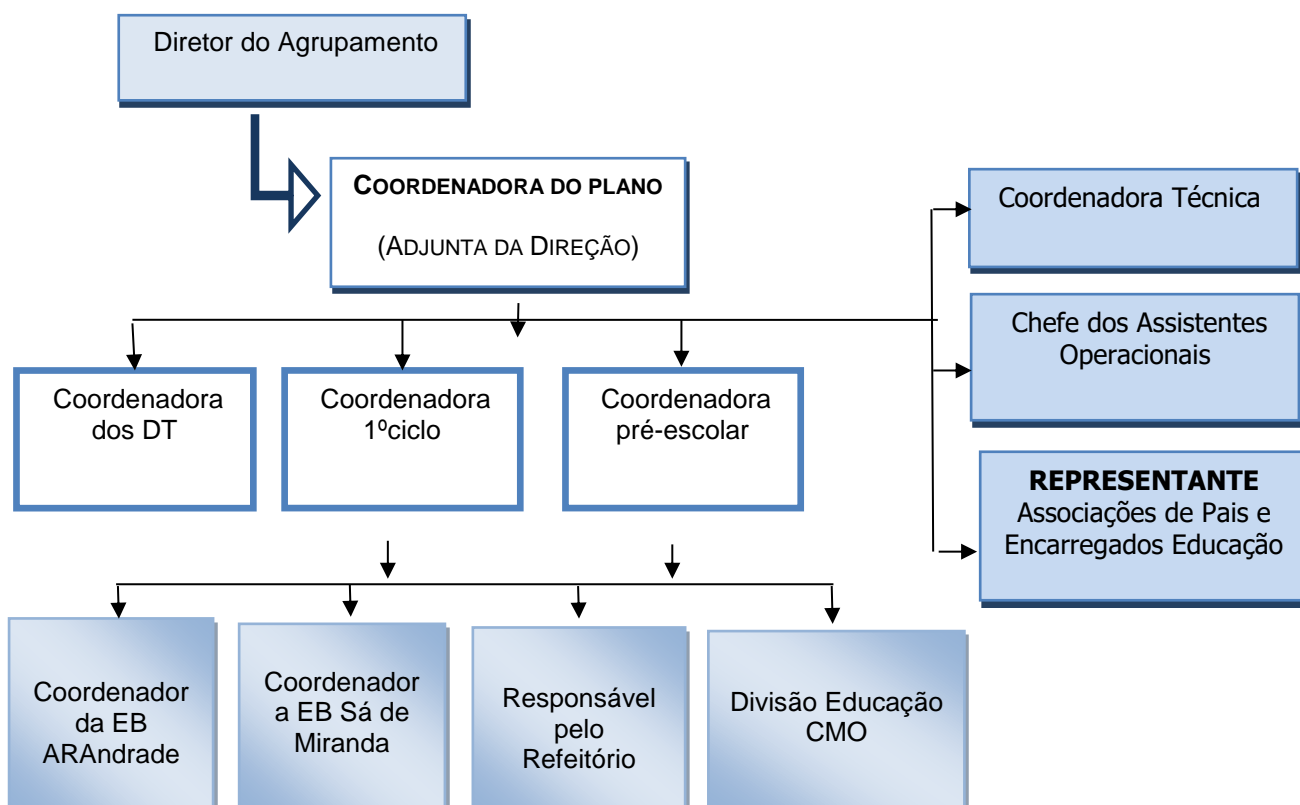 Diretor do Agrupamento
COORDENADORA DO PLANO
(ADJUNTA DA DIREÇÃO)
Coordenadora Técnica
Chefe dos Assistentes
Operacionais
REPRESENTANTE
Associações de Pais e
Encarregados Educação
Coordenadora
dos DT
Coordenadora
1ºciclo
Coordenadora
pré-escolar
Coordenador
da EB
ARAndrade
Coordenador
a EB Sá de
Miranda
Responsável
pelo
Refeitório
Divisão Educação
CMO